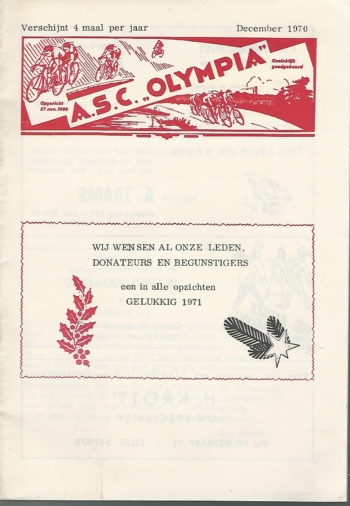 Verschijnt 4 maal per jaar December 1970
A.S.C. „OLYMPIA"
Koninklijk
goedgekeurd
Opgericht
27 nov. 1886
WIJ WENSEN AL ONZE LEDEN,
DONATEURS EN BEGUNSTIGERS
een in alle opzichten
GELUKKIG 1971